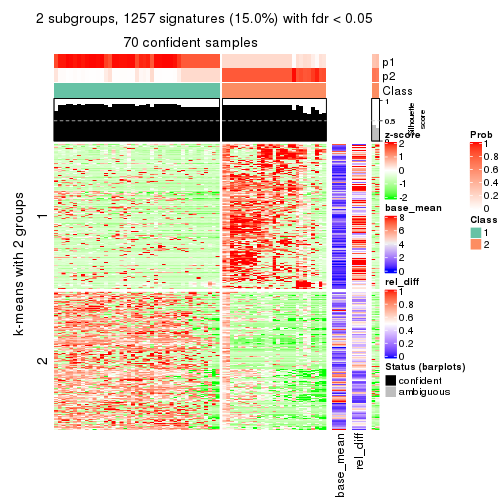 2 subgroups, 1257 signatures (15.0%) with fdr < 0.05
70 confident samples
p1
p2
Class
1
0.5
0
Silhouette
score
k-means with 2 groups
1
2
base_mean
rel_diff
z-score
2
1
0
-1
-2
base_mean
8
6
4
2
0
rel_diff
1
0.8
0.6
0.4
0.2
0
Status (barplots)
confident
ambiguous
Prob
1
0.8
0.6
0.4
0.2
0
Class
1
2